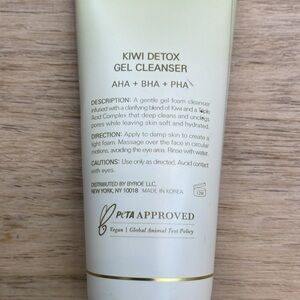 KIWI DETOX
GEL CLEANSER
AHA + BHA + PHA
DESCRIPTION: A gentle gel foam cleanser
infused with a clarifying blend of Kiwi and a Triple
Acid Complex that deep cleans and unclogs
pores while leaving skin soft and hydrated.
DIRECTION: Apply to damp skin to create a
light foam. Massage over face in circular
motions, avoiding the eye area. Rinse with water.
CAUTIONS: Use only as directed. Avoid contact
with eyes.
DISTRIBUTED BY BYROE LLC,
NEW YORK, NY 10018 MADE IN KOREA
12M
PETA APPROVED
Vegan | Global Animal Test Policy